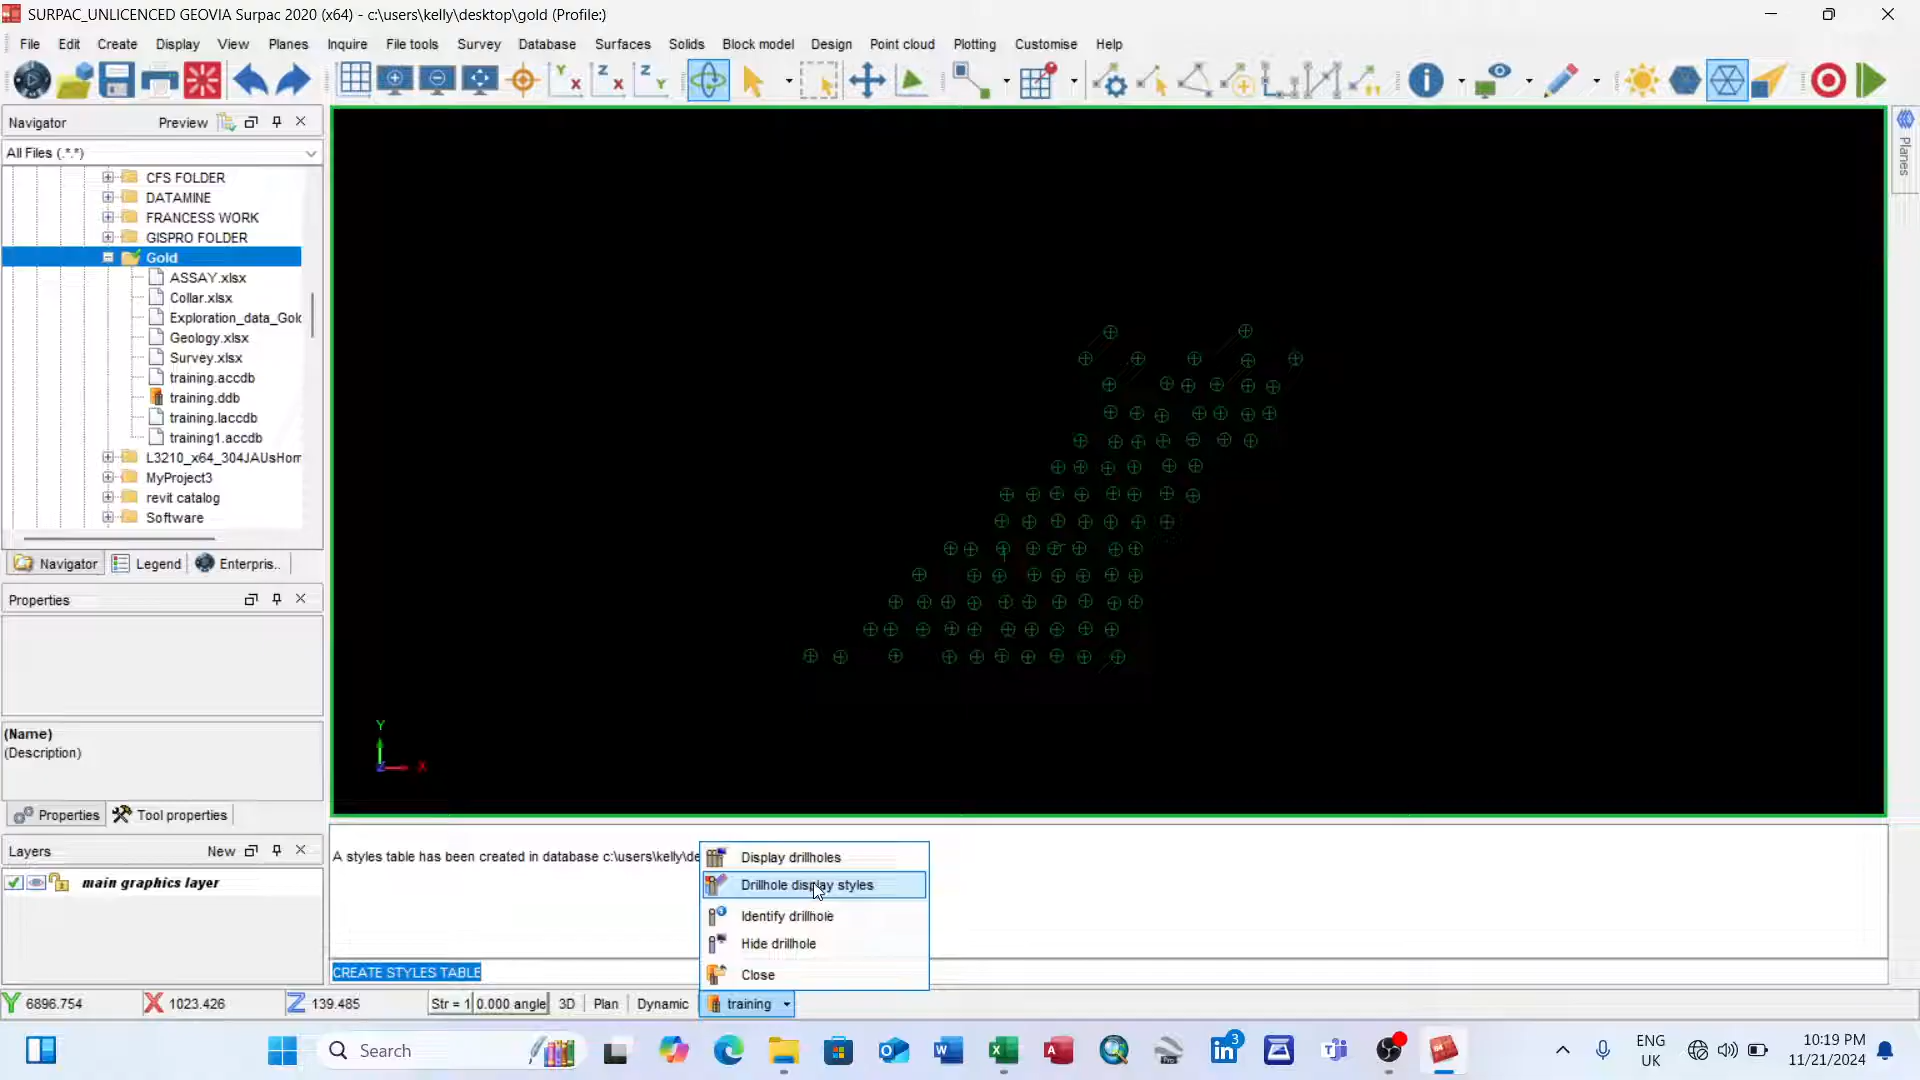 SURPAC_UNLICENCED GEOVIA Surpac 2020 (x64) - c:\users\kelly\desktop\gold (Profile:)
File Edit Create Display View Planes Inquire File tools Survey Database Surfaces Solids Block model Design Point cloud Plotting Customise Help
Navigator Preview
All Files (.*.*)
CFS FOLDER
DATAMINE
FRANCESS WORK
GISPRO FOLDER
Gold
ASSAY.xlsx
Collar.xlsx
Exploration_data_Gold
Geology.xlsx
Survey.xlsx
training.accdb
training.ddb
training.laccdb
training1.accdb
L3210_x64_304JAUsHom
MyProject3
revit catalog
Software
Navigator Legend Enterpris..
Properties
(Name)
(Description)
Properties Tool properties
Layers New
main graphics layer
Planes
Y
X
Z
A styles table has been created in database c:\users\kelly\de
Display drillholes
Drillhole display styles
Identify drillhole
Hide drillhole
Close
CREATE STYLES TABLE
Y 6896.754 X 1023.426 Z 139.485 Str = 1 0.000 angle 3D Plan Dynamic training
Search
3
ENG
UK
10:19 PM
11/21/2024